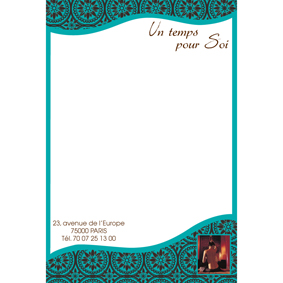 Un temps
pour Soi
23, avenue de l'Europe
75000 PARIS
Tél. 70 07 25 13 00